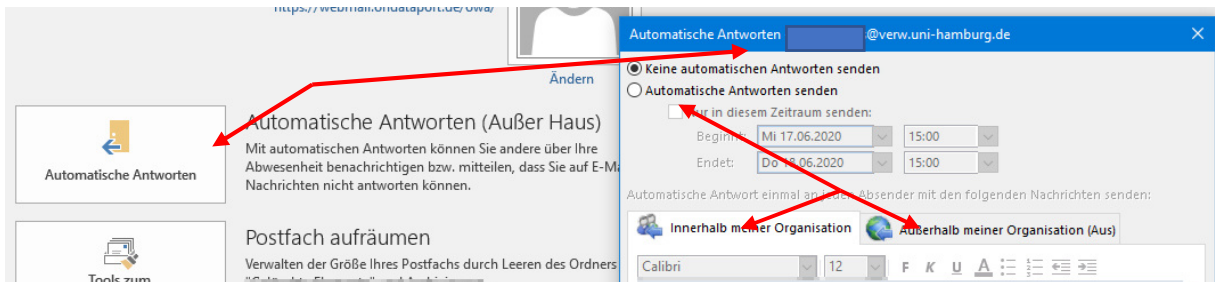 https://webmail.ondataport.de/owa/
Ändern
Automatische Antworten
Automatische Antworten (Außer Haus)
Mit automatischen Antworten können Sie andere über Ihre
Abwesenheit benachrichtigen bzw. mitteilen, dass Sie auf E-Ma
Nachrichten nicht antworten können.
Tools zum
Postfach aufräumen
Verwalten der Größe Ihres Postfachs durch Leeren des Ordners
Automatische Antworten @verw.uni-hamburg.de
Keine automatischen Antworten senden
Automatische Antworten senden
Nur in diesem Zeitraum senden:
Beginnt: Mi 17.06.2020 15:00
Endet: Do 18.06.2020 15:00
Automatische Antwort einmal an jeden Absender mit den folgenden Nachrichten senden:
Innerhalb meiner Organisation Außerhalb meiner Organisation (Aus)
Calibri 12 F K U A